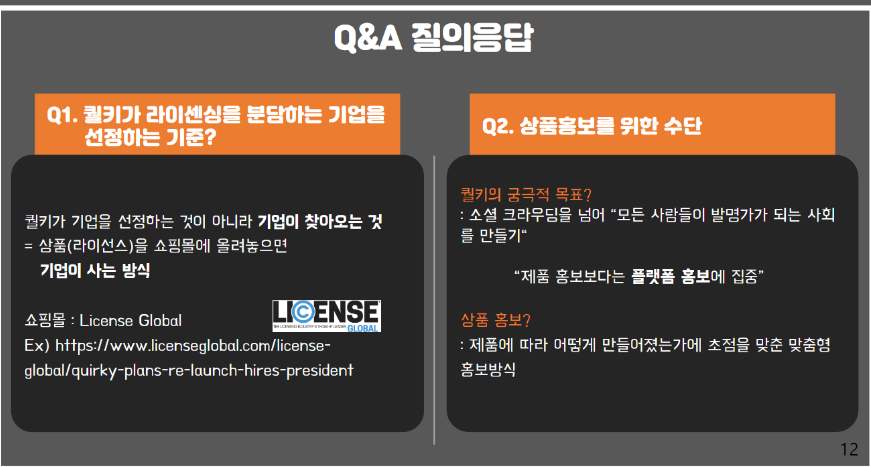 Q&A 질의응답
Q1. 퀄키가 라이센싱을 분담하는 기업을
선정하는 기준?
퀄키가 기업을 선정하는 것이 아니라 기업이 찾아오는 것
= 상품(라이선스)을 쇼핑몰에 올려놓으면
기업이 사는 방식
쇼핑몰 : License Global
LICENSE
THE LICENSING INDUSTRY'S THOUGHT LEADER
GLOBAL
Ex) https://www.licenseglobal.com/license-
global/quirky-plans-re-launch-hires-president
Q2. 상품홍보를 위한 수단
퀄키의 궁극적 목표?
: 소셜 크라우딩을 넘어 “모든 사람들이 발명가가 되는 사회
를 만들기“
“제품 홍보보다는 플랫폼 홍보에 집중”
상품 홍보?
: 제품에 따라 어떻게 만들어졌는가에 초점을 맞춘 맞춤형
홍보방식
12